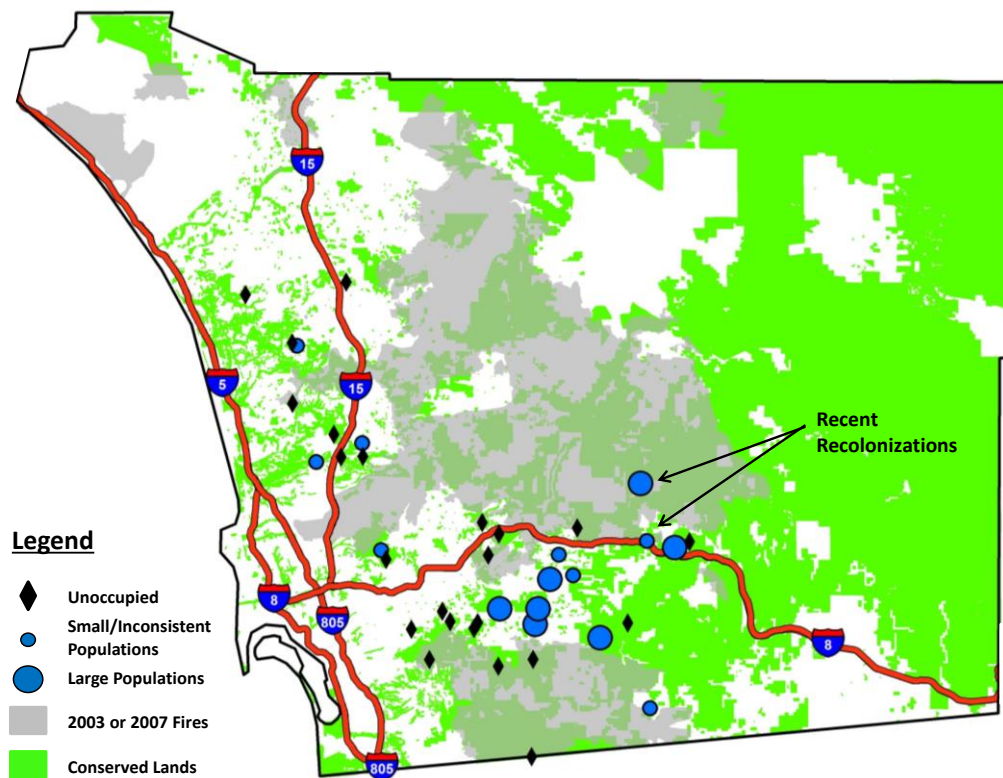 15
5
15
Recent
Recolonizations
8
805
8
805
Legend
Unoccupied
Small/Inconsistent
Populations
Large Populations
2003 or 2007 Fires
Conserved Lands